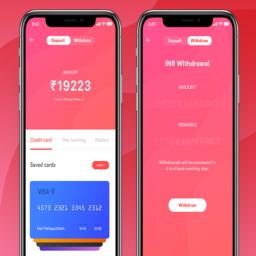 9:41
Deposit Withdraw
AMOUNT
₹19223
Credit card Net banking Wallets
Saved cards
VISA
4573 2321 3345 2312
9:41
Deposit Withdraw
INR Withdrawal
AMOUNT
ENTER AMOUNT
REMARKS
ENTER REMARKS
Withdrawals will be processed in
2 to 4 bank working days
Withdraw